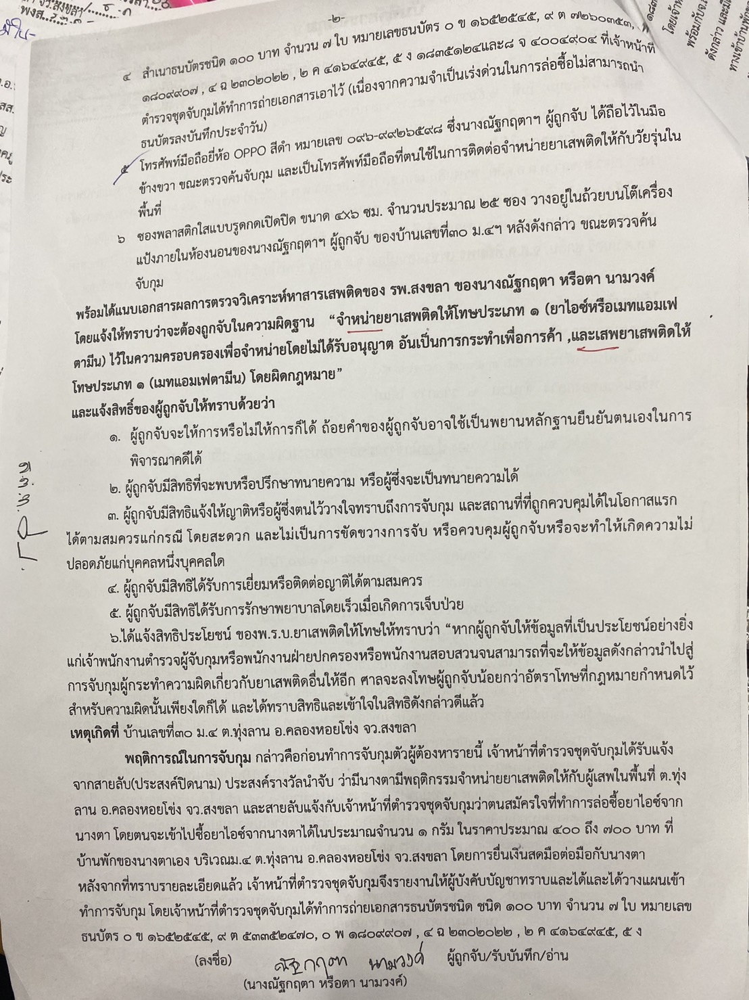 -๒-
๔ สำเนาธนบัตรชนิด ๑๐๐ บาท จำนวน ๗ ใบ หมายเลขธนบัตร ๐ ข ๑๖๕๒๕๔๕, ๙ ต ๗๒๖๐๓๕๓,
๑๘๐๙๙๐๗ , ๔ ฉ ๒๓๐๒๐๒๒ , ๒ ค ๔๑๖๔๙๔๕, ๕ ง ๑๘๓๕๑๒๔และ๘ จ ๔๐๐๔๙๐๔ ที่เจ้าหน้าที่
ตำรวจชุดจับกุมได้ทำการถ่ายเอกสารเอาไว้ (เนื่องจากความจำเป็นเร่งด่วนในการล่อซื้อไม่สามารถนำ
ธนบัตรลงบันทึกประจำวัน)
๕ โทรศัพท์มือถือยี่ห้อ OPPO สีดำ หมายเลข ๐๙๖-๙๙๒๖๕๙๘ ซึ่งนางณัฐกฤตาฯ ผู้ถูกจับ ได้ถือไว้ในมือ
ข้างขวา ขณะตรวจค้นจับกุม และเป็นโทรศัพท์มือถือที่ตนใช้ในการติดต่อจำหน่ายยาเสพติดให้กับวัยรุ่นใน
พื้นที่
๖ ซองพลาสติกใสแบบรูดกดเปิดปิด ขนาด ๔x๖ ซม. จำนวนประมาณ ๒๕ ซอง วางอยู่ในถ้วยบนโต๊เครื่อง
แป้งภายในห้องนอนของนางณัฐกฤตาฯ ผู้ถูกจับ ของบ้านเลขที่๓๐ ม.๔ฯ หลังดังกล่าว ขณะตรวจค้น
จับกุม
พร้อมได้แนบเอกสารผลการตรวจวิเคราะห์หาสารเสพติดของ รพ.สงขลา ของนางณัฐกฤตา หรือตา นามวงค์
โดยแจ้งให้ทราบว่าจะต้องถูกจับในความผิดฐาน “จำหน่ายยาเสพติดให้โทษประเภท ๑ (ยาไอซ์หรือเมทแอมเฟ
ตามีน) ไว้ในความครอบครองเพื่อจำหน่ายโดยไม่ได้รับอนุญาต อันเป็นการกระทำเพื่อการค้า ,และเสพยาเสพติดให้
โทษประเภท ๑ (เมทแอมเฟตามีน) โดยผิดกฎหมาย”
และแจ้งสิทธิ์ของผู้ถูกจับให้ทราบด้วยว่า
๑. ผู้ถูกจับจะให้การหรือไม่ให้การก็ได้ ถ้อยคำของผู้ถูกจับอาจใช้เป็นพยานหลักฐานยืนยันตนเองในการ
พิจารณาคดีได้
๒. ผู้ถูกจับมีสิทธิที่จะพบหรือปรึกษาทนายความ หรือผู้ซึ่งจะเป็นทนายความได้
๓. ผู้ถูกจับมีสิทธิแจ้งให้ญาติหรือผู้ซึ่งตนไว้วางใจทราบถึงการจับกุม และสถานที่ที่ถูกควบคุมได้ในโอกาสแรก
ได้ตามสมควรแก่กรณี โดยสะดวก และไม่เป็นการขัดขวางการจับ หรือควบคุมผู้ถูกจับหรือจะทำให้เกิดความไม่
ปลอดภัยแก่บุคคลหนึ่งบุคคลใด
๔. ผู้ถูกจับมีสิทธิได้รับการเยี่ยมหรือติดต่อญาติได้ตามสมควร
๕. ผู้ถูกจับมีสิทธิได้รับการรักษาพยาบาลโดยเร็วเมื่อเกิดการเจ็บป่วย
๖.ได้แจ้งสิทธิประโยชน์ ของพ.ร.บ.ยาเสพติดให้โทษให้ทราบว่า “หากผู้ถูกจับให้ข้อมูลที่เป็นประโยชน์อย่างยิ่ง
แก่เจ้าพนักงานตำรวจผู้จับกุมหรือพนักงานฝ่ายปกครองหรือพนักงานสอบสวนจนสามารถที่จะให้ข้อมูลดังกล่าวนำไปสู่
การจับกุมผู้กระทำความผิดเกี่ยวกับยาเสพติดอื่นให้อีก ศาลจะลงโทษผู้ถูกจับน้อยกว่าอัตราโทษที่กฎหมายกำหนดไว้
สำหรับความผิดนั้นเพียงใดก็ได้ และได้ทราบสิทธิและเข้าใจในสิทธิดังกล่าวดีแล้ว
เหตุเกิดที่ บ้านเลขที่๓๐ ม.๔ ต.ทุ่งลาน อ.คลองหอยโข่ง จว.สงขลา
พฤติการณ์ในการจับกุม กล่าวคือก่อนทำการจับกุมตัวผู้ต้องหารายนี้ เจ้าหน้าที่ตำรวจชุดจับกุมได้รับแจ้ง
จากสายลับ(ประสงค์ปิดนาม) ประสงค์รางวัลนำจับ ว่ามีนางตามีพฤติกรรมจำหน่ายยาเสพติดให้กับผู้เสพในพื้นที่ ต.ทุ่ง
ลาน อ.คลองหอยโข่ง จว.สงขลา และสายลับแจ้งกับเจ้าหน้าที่ตำรวจชุดจับกุมว่าตนสมัครใจที่ทำการล่อซื้อยาไอซ์จาก
นางตา โดยตนจะเข้าไปซื้อยาไอซ์จากนางตาได้ในประมาณจำนวน ๑ กรัม ในราคาประมาณ ๔๐๐ ถึง ๗๐๐ บาท ที่
บ้านพักของนางตาเอง บริเวณม.๔ ต.ทุ่งลาน อ.คลองหอยโข่ง จว.สงขลา โดยการยื่นเงินสดมือต่อมือกับนางตา
หลังจากที่ทราบรายละเอียดแล้ว เจ้าหน้าที่ตำรวจชุดจับกุมจึงรายงานให้ผู้บังคับบัญชาทราบและได้และได้วางแผนเข้า
ทำการจับกุม โดยเจ้าหน้าที่ตำรวจชุดจับกุมได้ทำการถ่ายเอกสารธนบัตรชนิด ชนิด ๑๐๐ บาท จำนวน ๗ ใบ หมายเลข
ธนบัตร ๐ ข ๑๖๕๒๕๔๕, ๙ ต ๕๓๓๕๒๔๗๐, ๐ พ ๑๘๐๙๙๐๗ , ๔ ฉ ๒๓๐๒๐๒๒ , ๒ ค ๔๑๖๔๙๔๕, ๕ ง
(ลงชื่อ) ณัฐกฤตา นามวงค์ ผู้ถูกจับ/รับบันทึก/อ่าน
(นางณัฐกฤตา หรือตา นามวงค์)